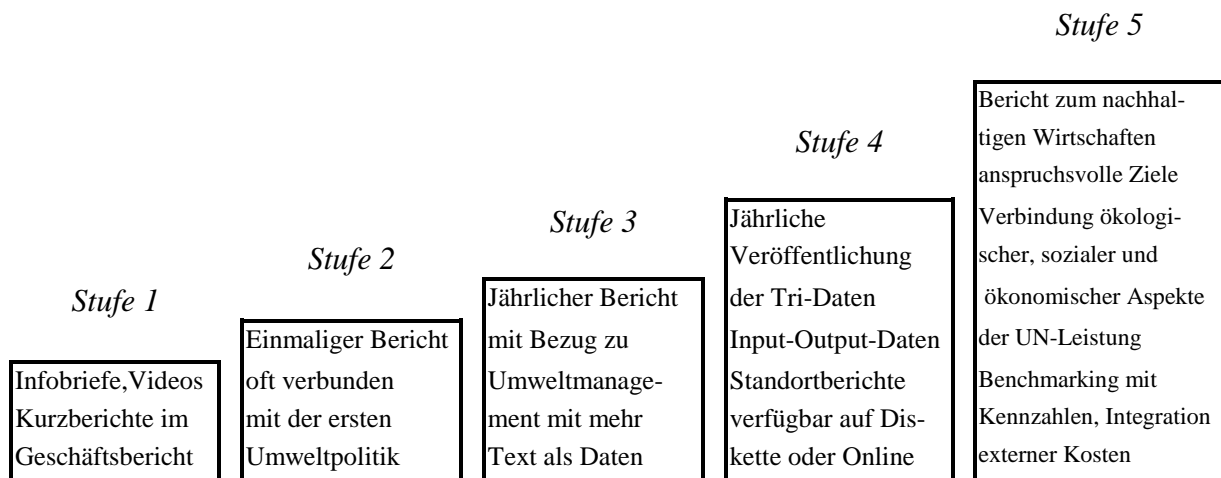 Stufe 1
Infobriefe,Videos
Kurzberichte im
Geschäftsbericht
Stufe 2
Einmaliger Bericht
oft verbunden
mit der ersten
Umweltpolitik
Stufe 3
Jährlicher Bericht
mit Bezug zu
Umweltmanage-
ment mit mehr
Text als Daten
Stufe 4
Jährliche
Veröffentlichung
der Tri-Daten
Input-Output-Daten
Standortberichte
verfügbar auf Dis-
kette oder Online
Stufe 5
Bericht zum nachhal-
tigen Wirtschaften
anspruchsvolle Ziele
Verbindung ökologi-
scher, sozialer und
ökonomischer Aspekte
der UN-Leistung
Benchmarking mit
Kennzahlen, Integration
externer Kosten